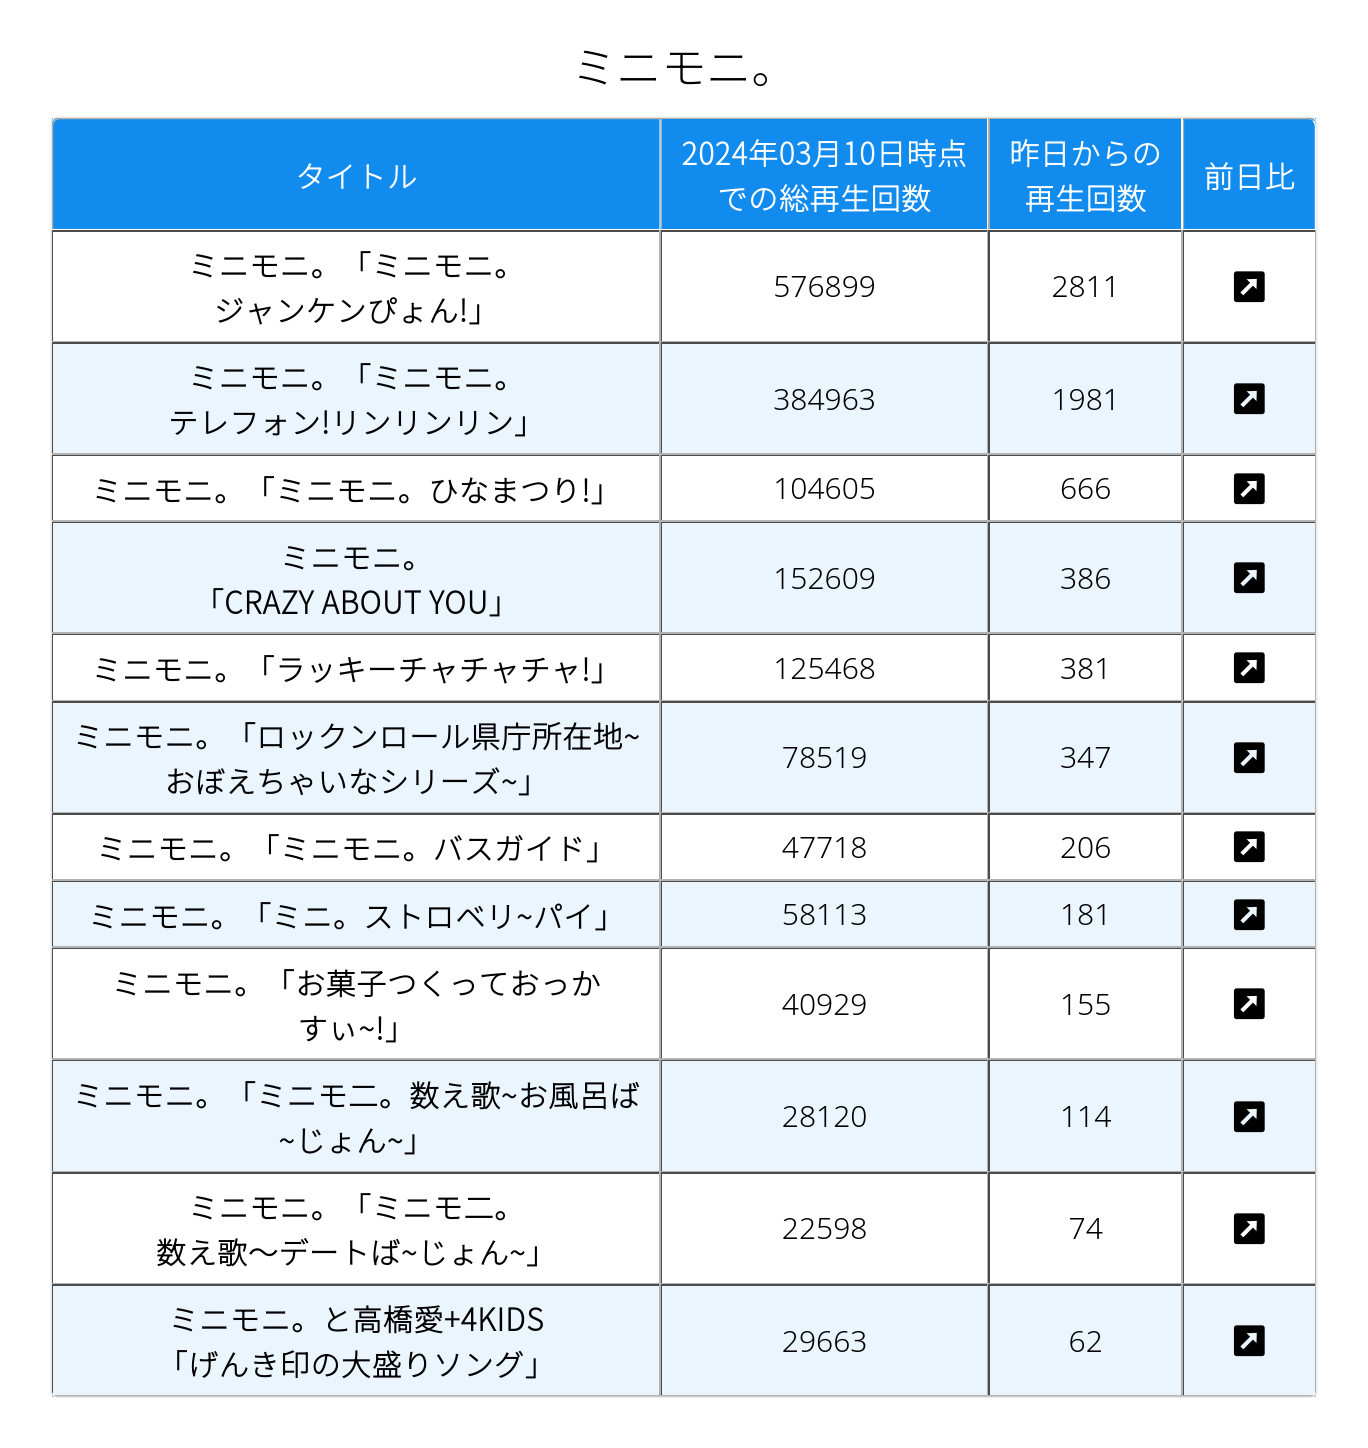 ミニモニ。
タイトル
2024年03月10日時点
での総再生回数
昨日からの
再生回数
前日比
ミニモニ。「ミニモニ。
ジャンケンぴょん!」
576899
2811
ミニモニ。「ミニモニ。
テレフォン!リンリンリン」
384963
1981
ミニモニ。「ミニモニ。ひなまつり!」
104605
666
ミニモニ。
「CRAZY ABOUT YOU」
152609
386
ミニモニ。「ラッキーチャチャチャ!」
125468
381
ミニモニ。「ロックンロール県庁所在地~
おぼえちゃいなシリーズ~」
78519
347
ミニモニ。「ミニモニ。バスガイド」
47718
206
ミニモニ。「ミニ。ストロベリ~パイ」
58113
181
ミニモニ。「お菓子つくっておっか
すぃ~!」
40929
155
ミニモニ。「ミニモ二。数え歌~お風呂ば
~じょん~」
28120
114
ミニモニ。「ミニモ二。
数え歌～デートば~じょん~」
22598
74
ミニモニ。と高橋愛+4KIDS
「げんき印の大盛りソング」
29663
62